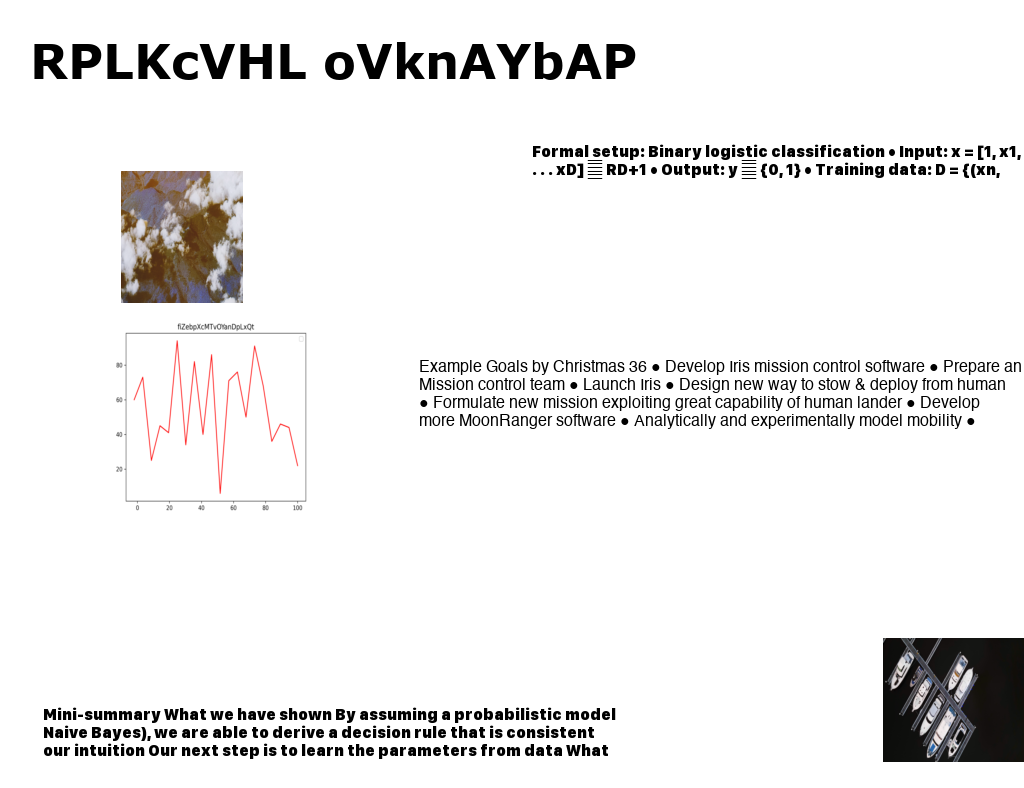 RPLKcVHL oVknAYbAP
Formal setup: Binary logistic classification • Input: x = [1, x1,
. . . xD] RD+1 • Output: y {0, 1} • Training data: D = {(xn,
fiZebpXcMTvOYanDpLxQt
80
60
40
20
0 20 40 60 80 100
Example Goals by Christmas 36 ● Develop Iris mission control software ● Prepare an
Mission control team ● Launch Iris ● Design new way to stow & deploy from human
● Formulate new mission exploiting great capability of human lander ● Develop
more MoonRanger software ● Analytically and experimentally model mobility ●
Mini-summary What we have shown By assuming a probabilistic model
Naive Bayes), we are able to derive a decision rule that is consistent
our intuition Our next step is to learn the parameters from data What